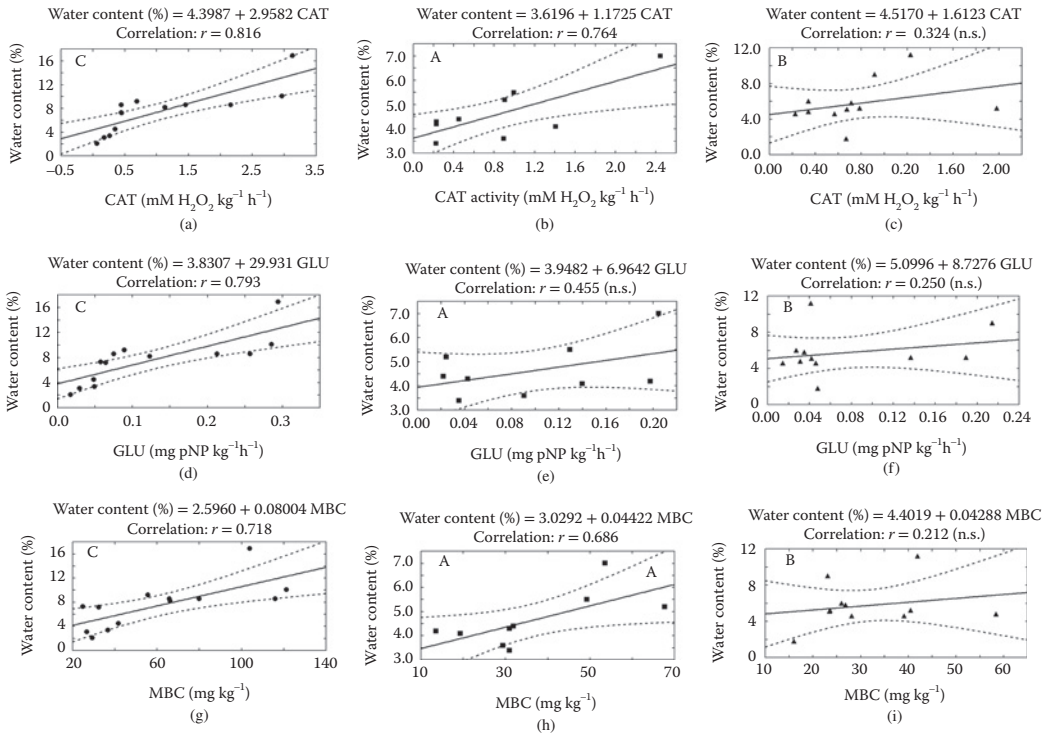 Water content (%) = 4.3987 + 2.9582 CAT
Correlation: r = 0.816
Water content (%)
16
12
8
4
0
C
−0.5 0.5 1.5 2.5 3.5
CAT (mM H₂O₂ kg⁻¹ h⁻¹)
(a)
Water content = 3.6196 + 1.1725 CAT
Correlation: r = 0.764
Water content (%)
7.0
6.0
5.0
4.0
3.0
A
0.00 0.40 0.80 1.20 1.60 2.00 2.40
CAT activity (mM H₂O₂ kg⁻¹ h⁻¹)
(b)
Water content = 4.5170 + 1.6123 CAT
Correlation: r = 0.324 (n.s.)
Water content (%)
12.0
8.0
4.0
0.0
B
0.00 0.40 0.80 1.20 1.60 2.00
CAT (mM H₂O₂ kg⁻¹ h⁻¹)
(c)
Water content (%) = 3.8307 + 29.931 GLU
Correlation: r = 0.793
Water content (%)
16
12
8
4
0
C
0.0 0.1 0.2 0.3
GLU (mg pNP kg⁻¹h⁻¹)
(d)
Water content (%) = 3.9482 + 6.9642 GLU
Correlation: r = 0.455 (n.s.)
Water content (%)
7.0
6.0
5.0
4.0
3.0
A
0.00 0.04 0.08 0.12 0.16 0.20
GLU (mg pNP kg⁻¹h⁻¹)
(e)
Water content (%) = 5.0996 + 8.7276 GLU
Correlation: r = 0.250 (n.s.)
Water content (%)
12
8
4
0
B
0.00 0.04 0.08 0.12 0.16 0.20 0.24
GLU (mg pNP kg⁻¹h⁻¹)
(f)
Water content (%) = 2.5960 + 0.08004 MBC
Correlation: r = 0.718
Water content (%)
16
12
8
4
0
C
20 60 100 140
MBC (mg kg⁻¹)
(g)
Water content (%) = 3.0292 + 0.04422 MBC
Correlation: r = 0.686
Water content (%)
7.0
6.0
5.0
4.0
3.0
A
A
10 20 30 40 50 60 70
MBC (mg kg⁻¹)
(h)
Water content (%) = 4.4019 + 0.04288 MBC
Correlation: r = 0.212 (n.s.)
Water content (%)
12
8
4
0
B
10 20 30 40 50 60
MBC (mg kg⁻¹)
(i)